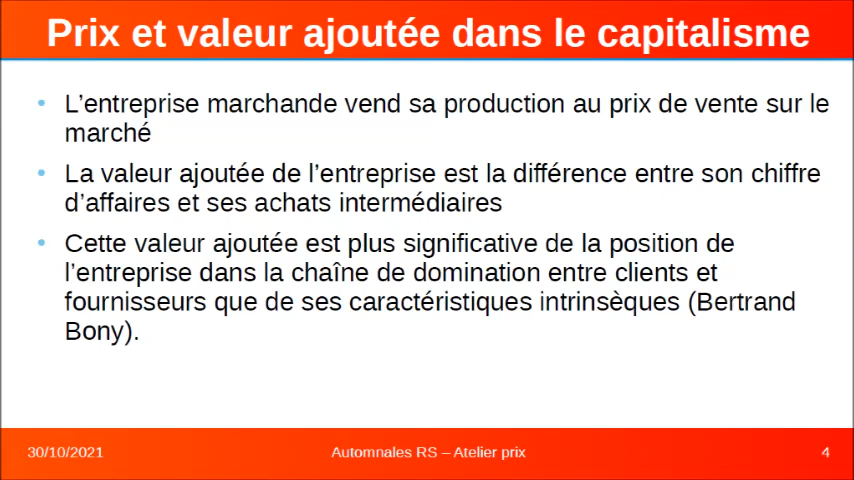 Prix et valeur ajoutée dans le capitalisme
• L’entreprise marchande vend sa production au prix de vente sur le
marché
• La valeur ajoutée de l’entreprise est la différence entre son chiffre
d’affaires et ses achats intermédiaires
• Cette valeur ajoutée est plus significative de la position de
l’entreprise dans la chaîne de domination entre clients et
fournisseurs que de ses caractéristiques intrinsèques (Bertrand
Bony).
30/10/2021 Automnales RS – Atelier prix 4